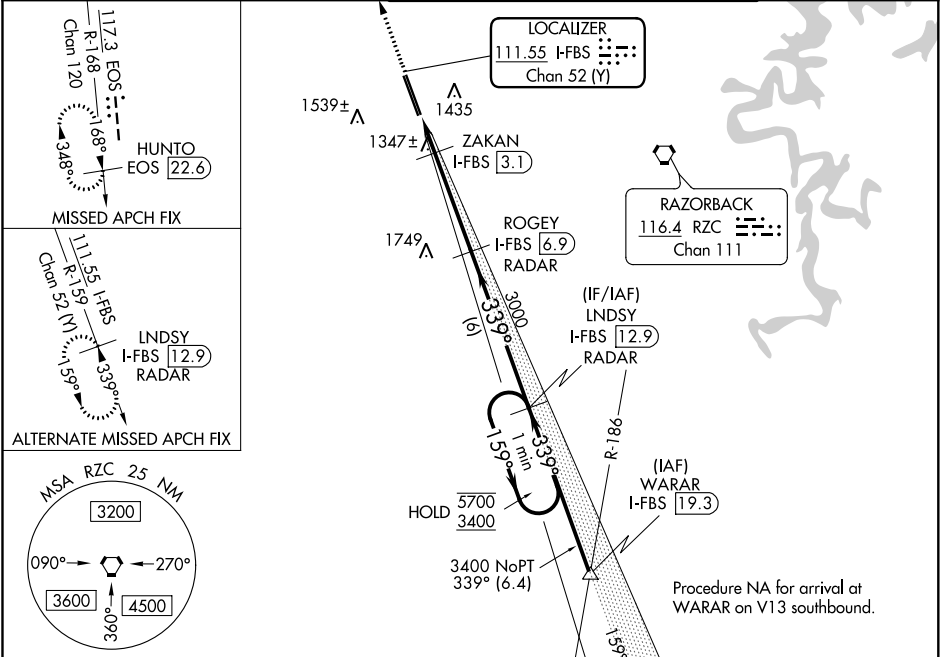 117.3 EOS
R-168
Chan 120
168°
348°
HUNTO
EOS 22.6
MISSED APCH FIX
111.55 I-FBS
R-159
Chan 52 (Y)
LNDSY
I-FBS 12.9
RADAR
159°
339°
ALTERNATE MISSED APCH FIX
MSA RZC 25 NM
3200
090°
270°
3600
4500
360°
LOCALIZER
111.55 I-FBS
Chan 52 (Y)
1539±
1435
1347±
ZAKAN
I-FBS 3.1
RAZORBACK
116.4 RZC
Chan 111
1749
ROGEY
I-FBS 6.9
RADAR
3000
339°
(6)
(IF/IAF)
LNDSY
I-FBS 12.9
RADAR
159°
1 min
339°
R-186
HOLD 5700
3400
(IAF)
WARAR
I-FBS 19.3
3400 NoPT
339° (6.4)
Procedure NA for arrival at
WARAR on V13 southbound.
159°